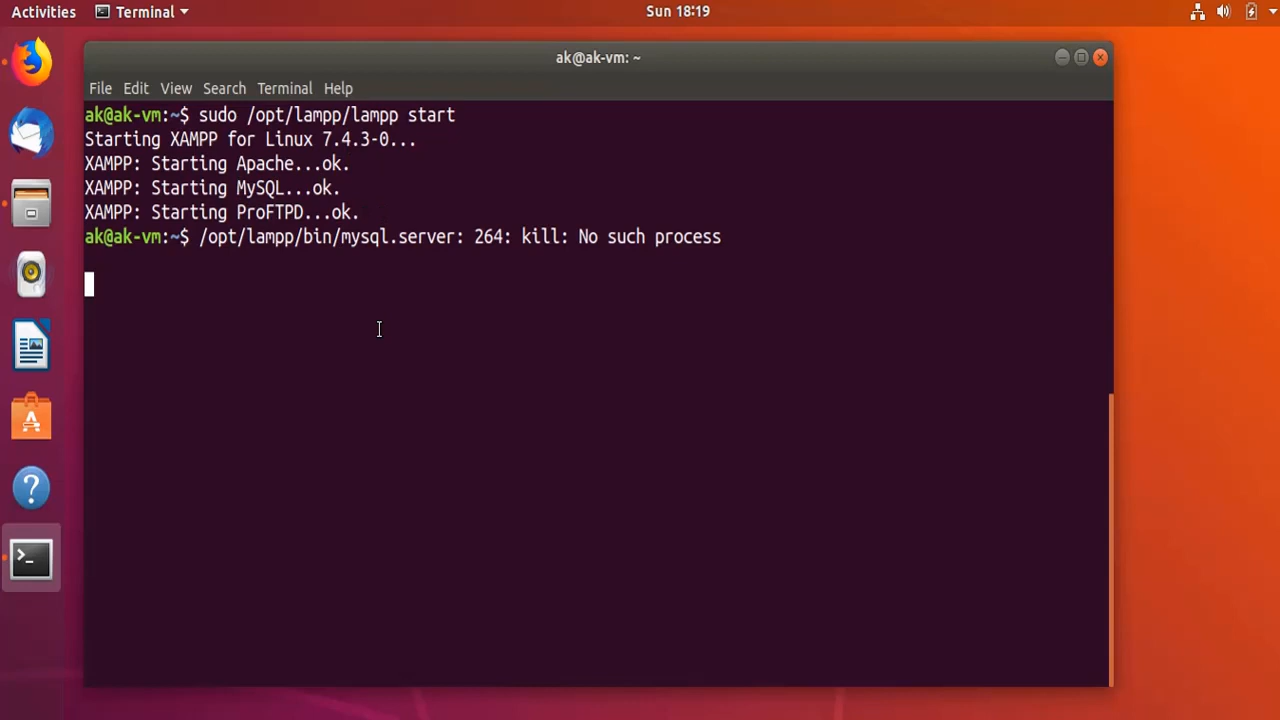 Activities Terminal Sun 18:19
ak@ak-vm: ~
File Edit View Search Terminal Help
ak@ak-vm:~$ sudo /opt/lampp/lampp start
Starting XAMPP for Linux 7.4.3-0...
XAMPP: Starting Apache...ok.
XAMPP: Starting MySQL...ok.
XAMPP: Starting ProFTPD...ok.
ak@ak-vm:~$ /opt/lampp/bin/mysql.server: 264: kill: No such process